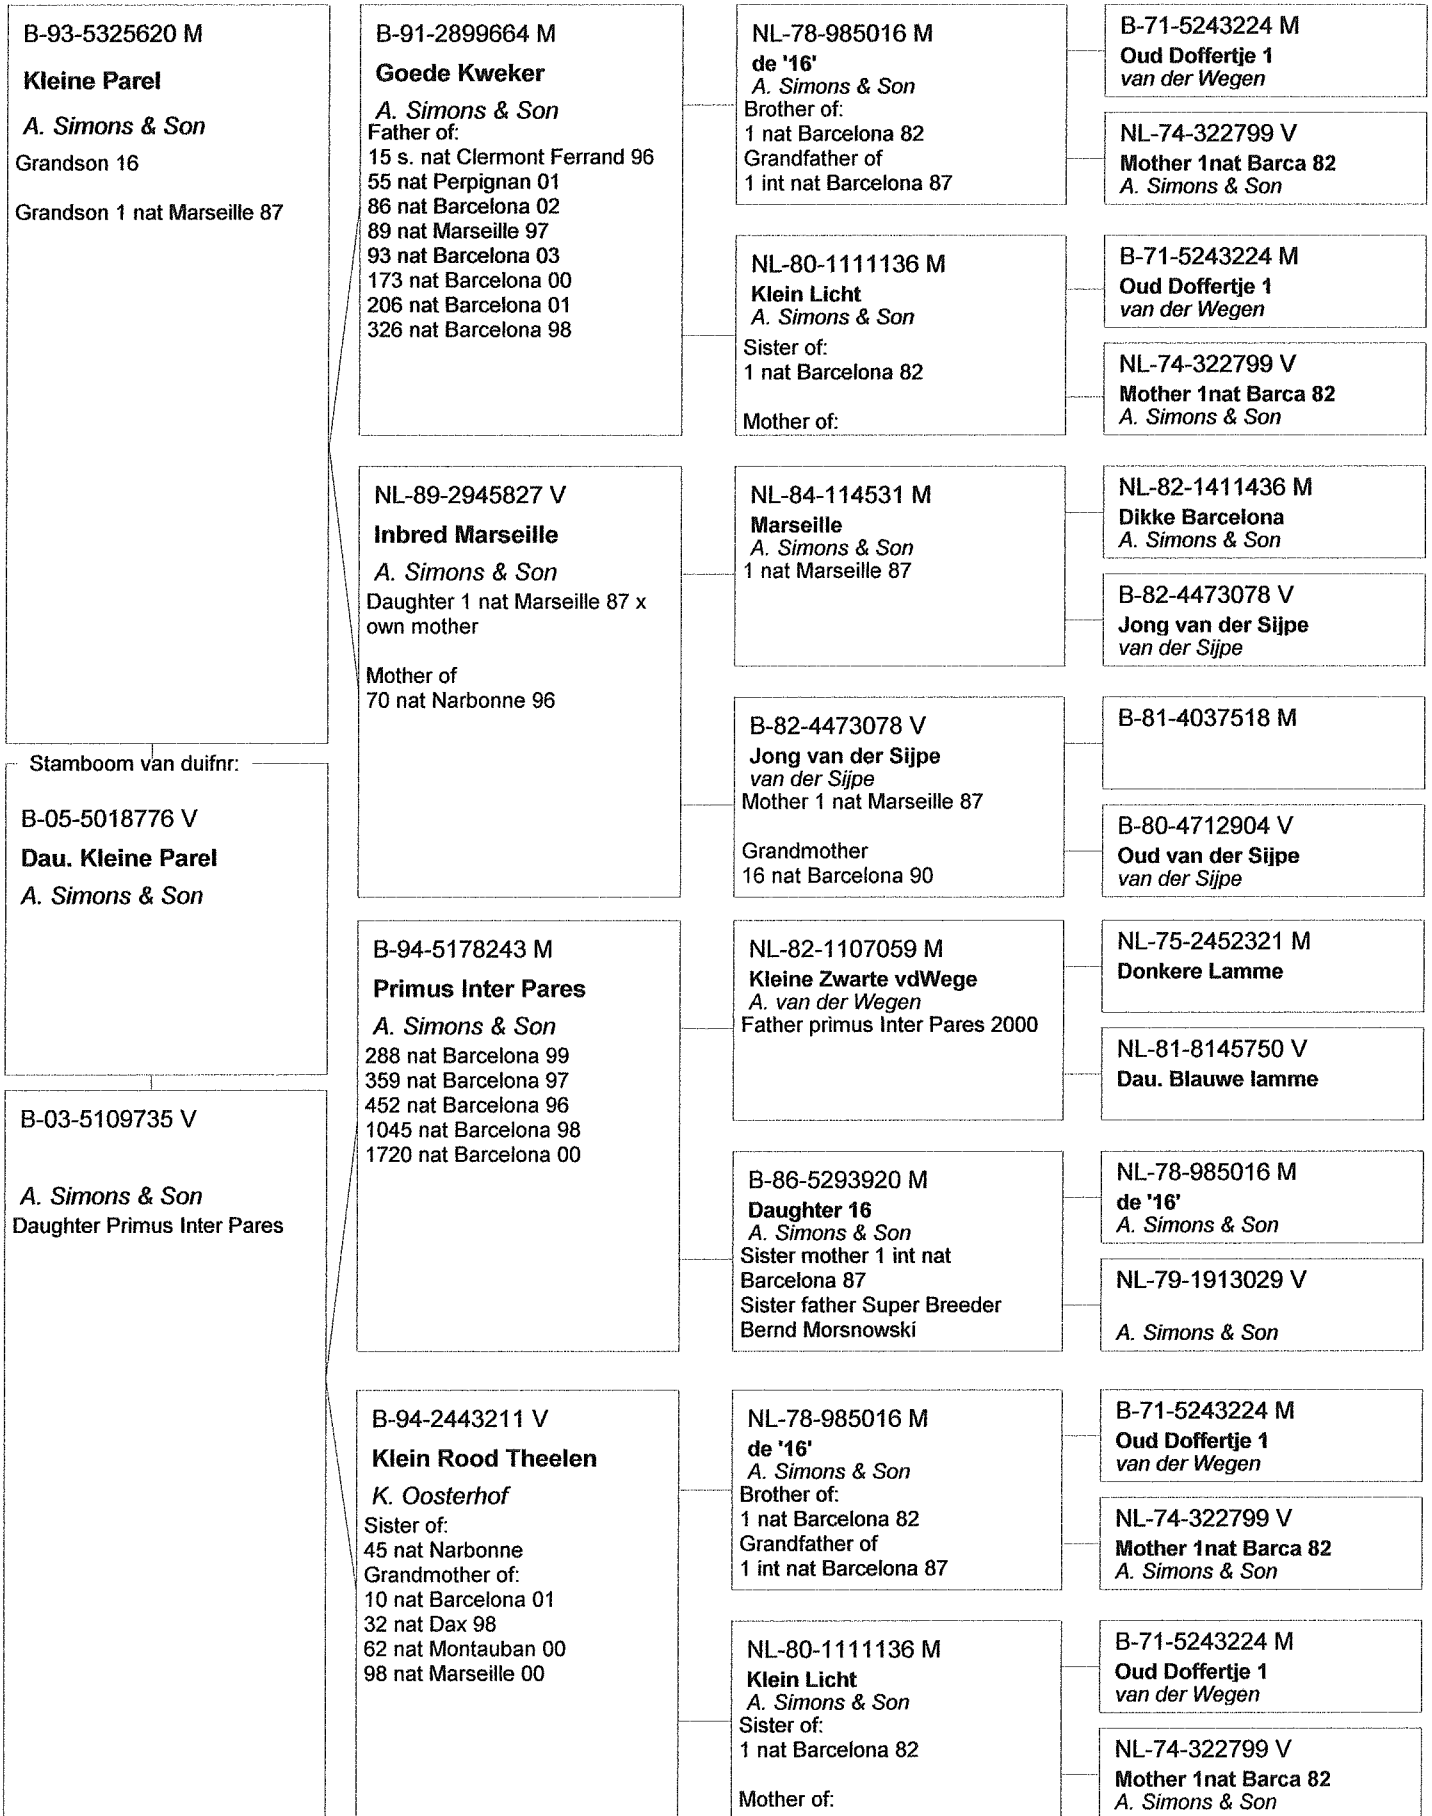 B-93-5325620 M
Kleine Parel
A. Simons & Son
Grandson 16
Grandson 1 nat Marseille 87
Stamboom van duifnr:
B-05-5018776 V
Dau. Kleine Parel
A. Simons & Son
B-03-5109735 V
A. Simons & Son
Daughter Primus Inter Pares
B-91-2899664 M
Goede Kweker
A. Simons & Son
Father of:
15 s. nat Clermont Ferrand 96
55 nat Perpignan 01
86 nat Barcelona 02
89 nat Marseille 97
93 nat Barcelona 03
173 nat Barcelona 00
206 nat Barcelona 01
326 nat Barcelona 98
NL-89-2945827 V
Inbred Marseille
A. Simons & Son
Daughter 1 nat Marseille 87 x
own mother
Mother of
70 nat Narbonne 96
B-94-5178243 M
Primus Inter Pares
A. Simons & Son
288 nat Barcelona 99
359 nat Barcelona 97
452 nat Barcelona 96
1045 nat Barcelona 98
1720 nat Barcelona 00
B-94-2443211 V
Klein Rood Theelen
K. Oosterhof
Sister of:
45 nat Narbonne
Grandmother of:
10 nat Barcelona 01
32 nat Dax 98
62 nat Montauban 00
98 nat Marseille 00
NL-78-985016 M
de '16'
A. Simons & Son
Brother of:
1 nat Barcelona 82
Grandfather of
1 int nat Barcelona 87
NL-80-1111136 M
Klein Licht
A. Simons & Son
Sister of:
1 nat Barcelona 82
Mother of:
NL-84-114531 M
Marseille
A. Simons & Son
1 nat Marseille 87
B-82-4473078 V
Jong van der Sijpe
van der Sijpe
Mother 1 nat Marseille 87
Grandmother
16 nat Barcelona 90
NL-82-1107059 M
Kleine Zwarte vdWege
A. van der Wegen
Father primus Inter Pares 2000
B-86-5293920 M
Daughter 16
A. Simons & Son
Sister mother 1 int nat
Barcelona 87
Sister father Super Breeder
Bernd Morsnowski
NL-78-985016 M
de '16'
A. Simons & Son
Brother of:
1 nat Barcelona 82
Grandfather of
1 int nat Barcelona 87
NL-80-1111136 M
Klein Licht
A. Simons & Son
Sister of:
1 nat Barcelona 82
Mother of:
B-71-5243224 M
Oud Doffertje 1
van der Wegen
NL-74-322799 V
Mother 1nat Barca 82
A. Simons & Son
B-71-5243224 M
Oud Doffertje 1
van der Wegen
NL-74-322799 V
Mother 1nat Barca 82
A. Simons & Son
NL-82-1411436 M
Dikke Barcelona
A. Simons & Son
B-82-4473078 V
Jong van der Sijpe
van der Sijpe
B-81-4037518 M
B-80-4712904 V
Oud van der Sijpe
van der Sijpe
NL-75-2452321 M
Donkere Lamme
NL-81-8145750 V
Dau. Blauwe lamme
NL-78-985016 M
de '16'
A. Simons & Son
NL-79-1913029 V
A. Simons & Son
B-71-5243224 M
Oud Doffertje 1
van der Wegen
NL-74-322799 V
Mother 1nat Barca 82
A. Simons & Son
B-71-5243224 M
Oud Doffertje 1
van der Wegen
NL-74-322799 V
Mother 1nat Barca 82
A. Simons & Son